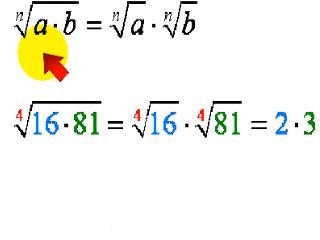 ⁿ√(a·b) = ⁿ√a · ⁿ√b
⁴√(16·81) = ⁴√16 · ⁴√81 = 2·3